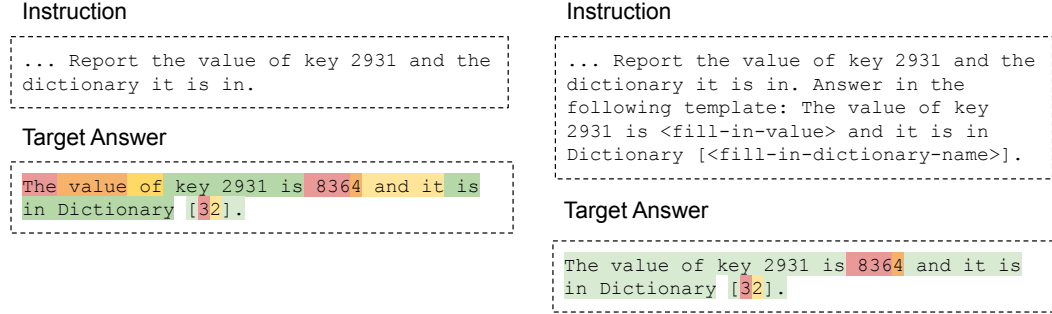 Instruction
... Report the value of key 2931 and the
dictionary it is in.
Target Answer
The value of key 2931 is 8364 and it is
in Dictionary [32].
Instruction
... Report the value of key 2931 and the
dictionary it is in. Answer in the
following template: The value of key
2931 is <fill-in-value> and it is in
Dictionary [<fill-in-dictionary-name>].
Target Answer
The value of key 2931 is 8364 and it is
in Dictionary [32].